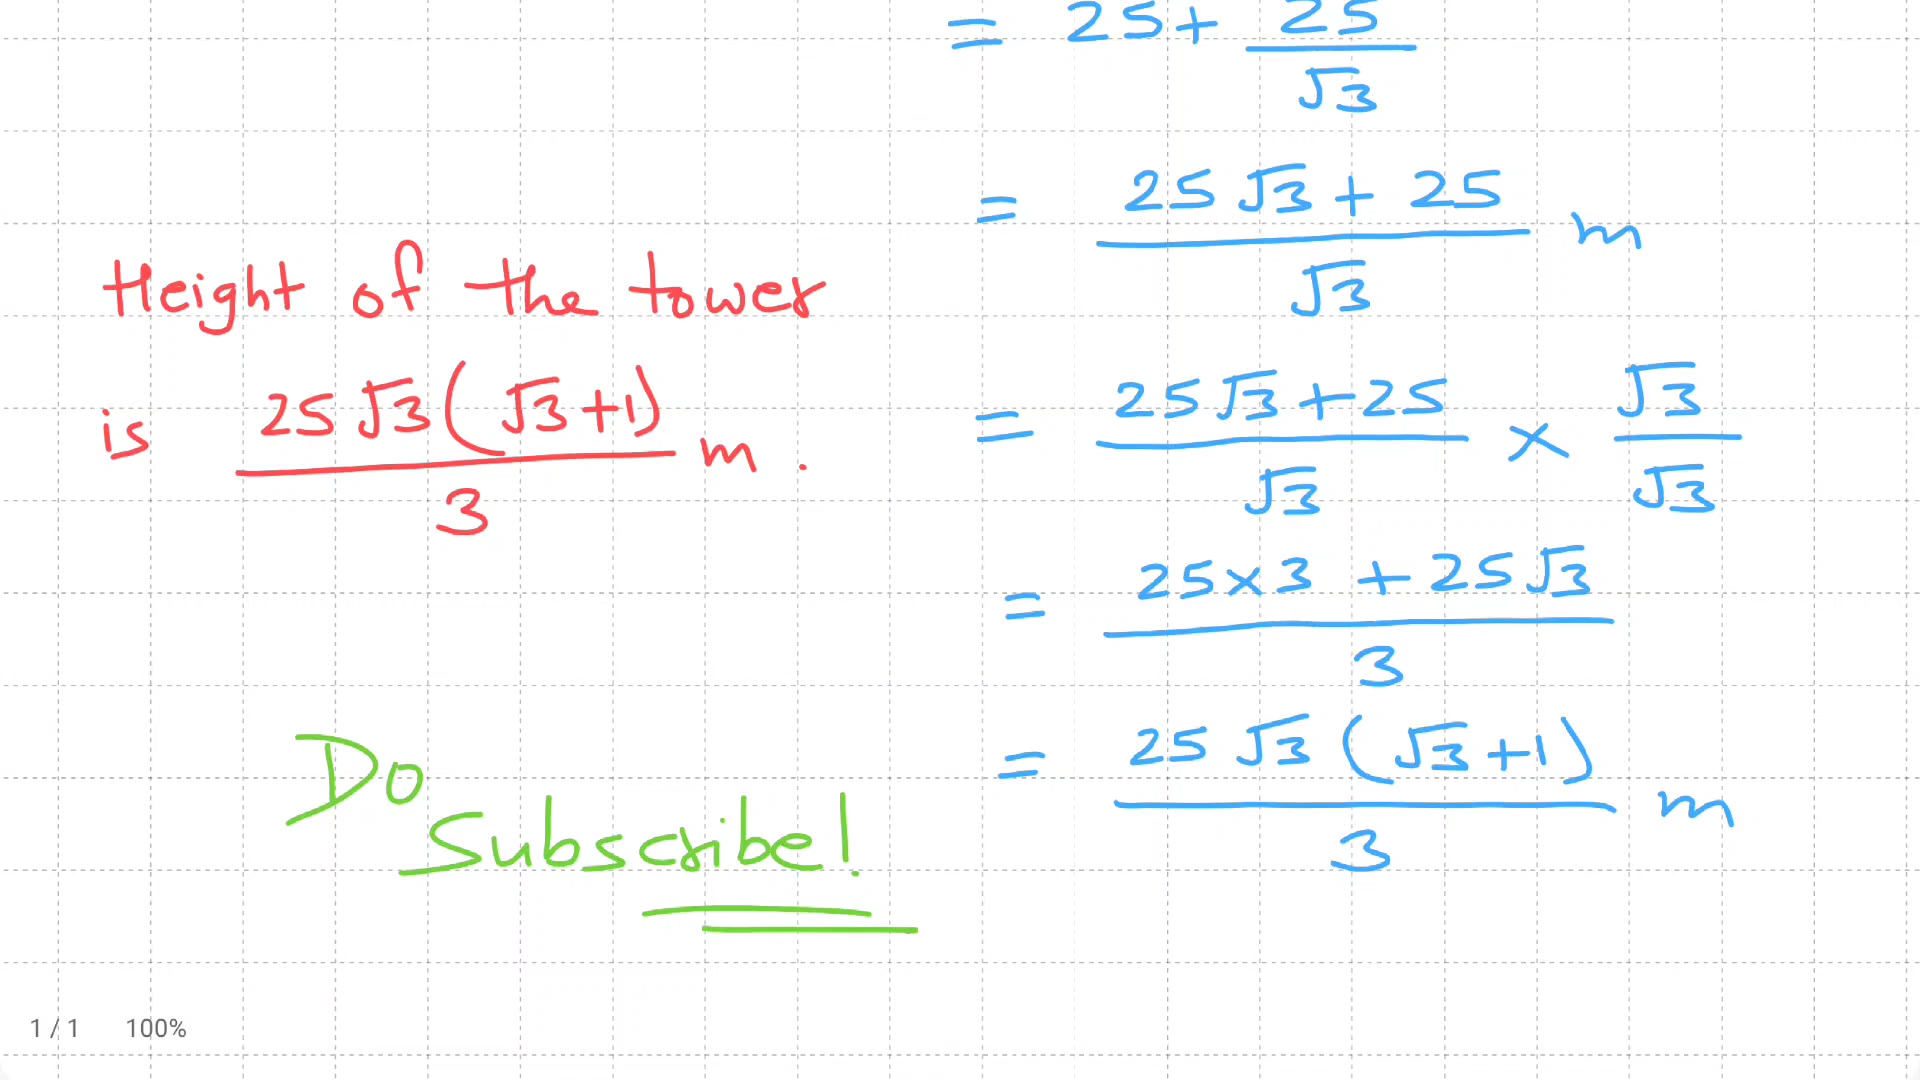 = 25 + 25/√3
= (25√3 + 25)/√3 m
= (25√3 + 25)/√3 × √3/√3
= (25×3 + 25√3)/3
= 25√3(√3+1)/3 m
Height of the tower
is 25√3(√3+1)/3 m.
Do
Subscribe!
1 / 1 100%